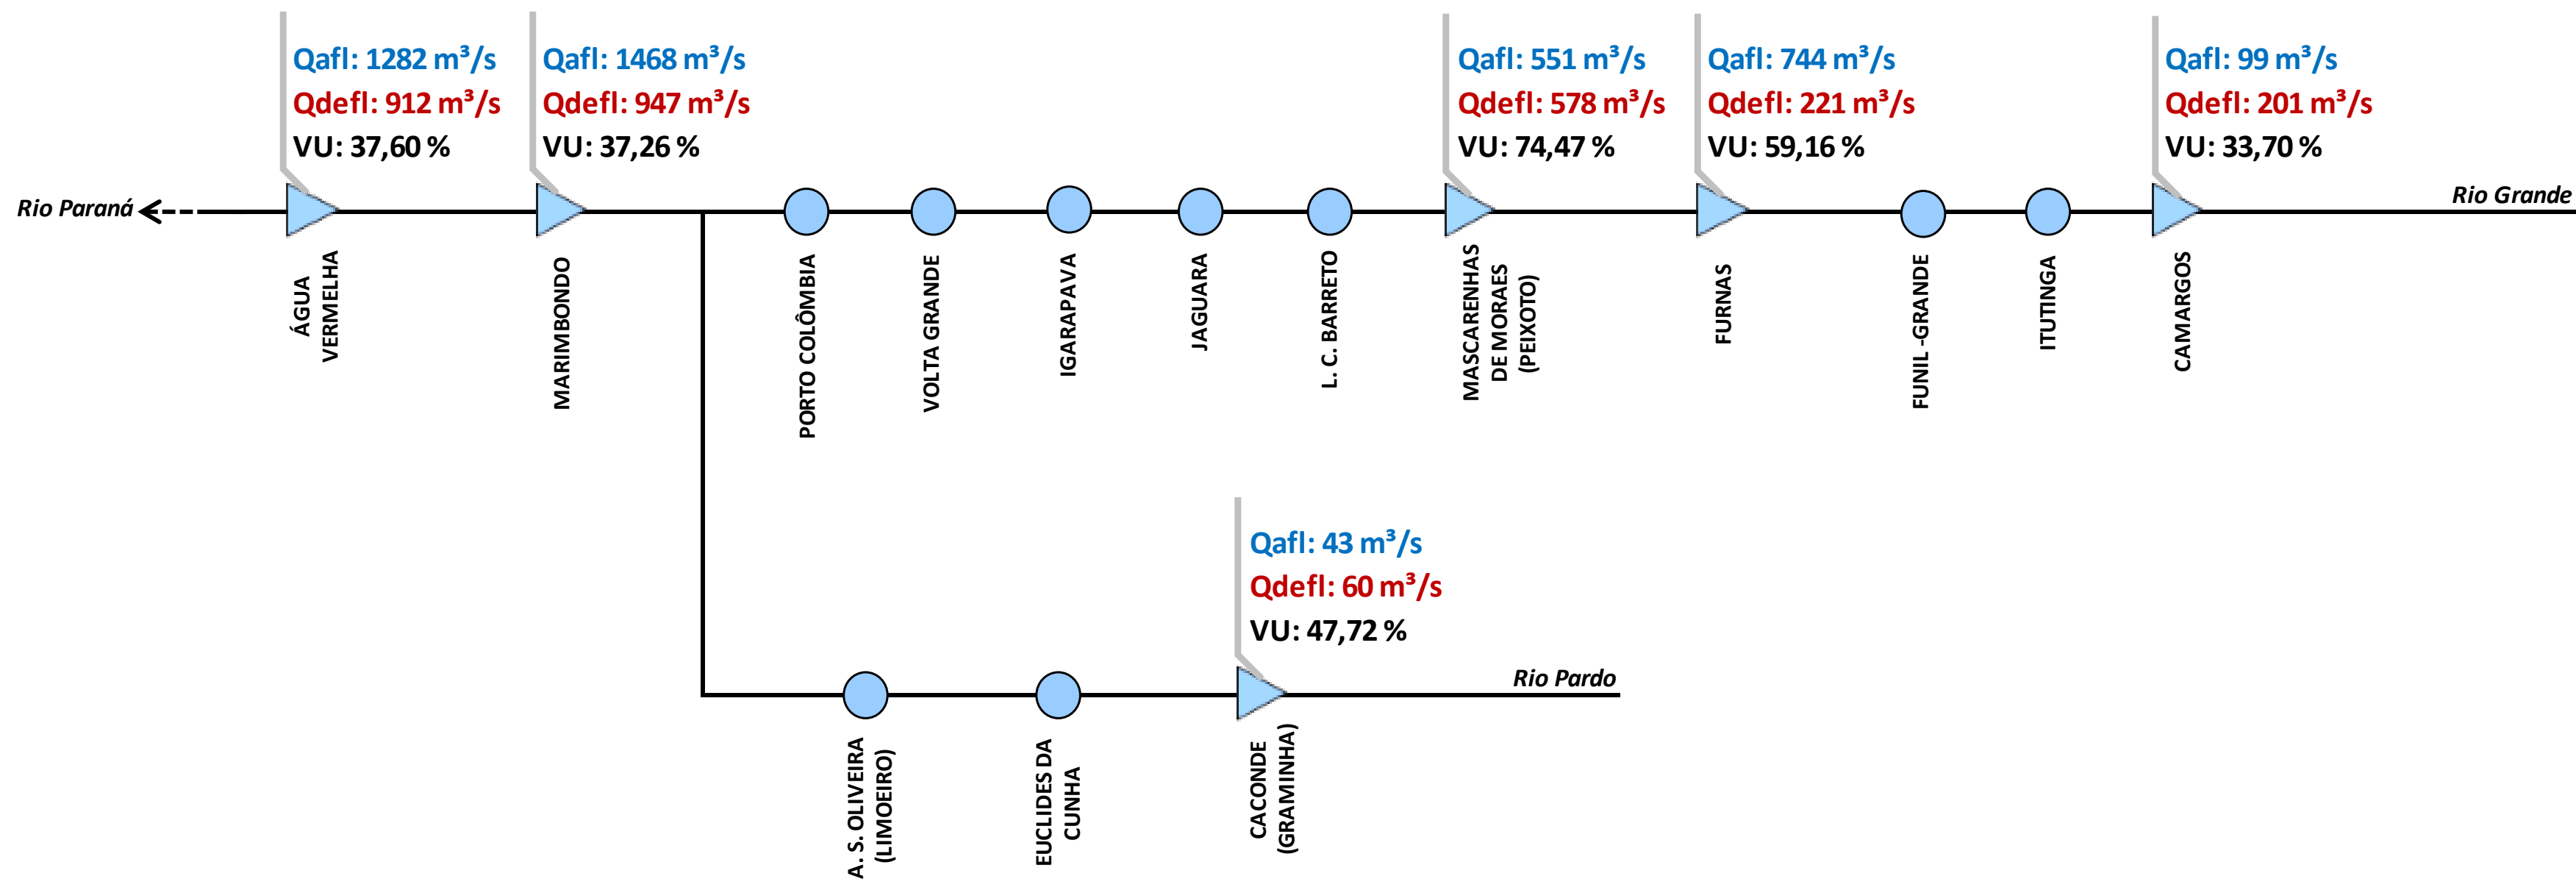 Qafl: 1282 m³/s
Qdefl: 912 m³/s
VU: 37,60 %
Qafl: 1468 m³/s
Qdefl: 947 m³/s
VU: 37,26 %
Qafl: 551 m³/s
Qdefl: 578 m³/s
VU: 74,47 %
Qafl: 744 m³/s
Qdefl: 221 m³/s
VU: 59,16 %
Qafl: 99 m³/s
Qdefl: 201 m³/s
VU: 33,70 %
Rio Paraná
Rio Grande
ÁGUA
VERMELHA
MARIMBONDO
PORTO COLÔMBIA
VOLTA GRANDE
IGARAPAVA
JAGUARA
L. C. BARRETO
MASCARENHAS
DE MORAES
(PEIXOTO)
FURNAS
FUNIL -GRANDE
ITUTINGA
CAMARGOS
Qafl: 43 m³/s
Qdefl: 60 m³/s
VU: 47,72 %
Rio Pardo
A. S. OLIVEIRA
(LIMOEIRO)
EUCLIDES DA
CUNHA
CACONDE
(GRAMINHA)